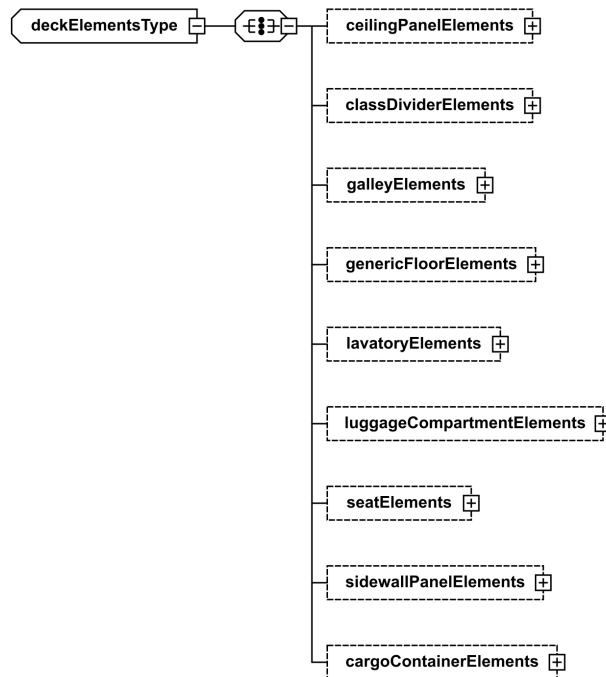 deckElementsType
ceilingPanelElements
classDividerElements
galleyElements
genericFloorElements
lavatoryElements
luggageCompartmentElements
seatElements
sidewallPanelElements
cargoContainerElements